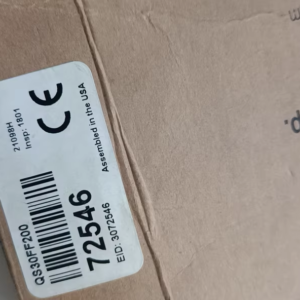 21098H
Insp: 1801
CE
Assembled in the USA
QS30FF200
72546
EID: 3072546